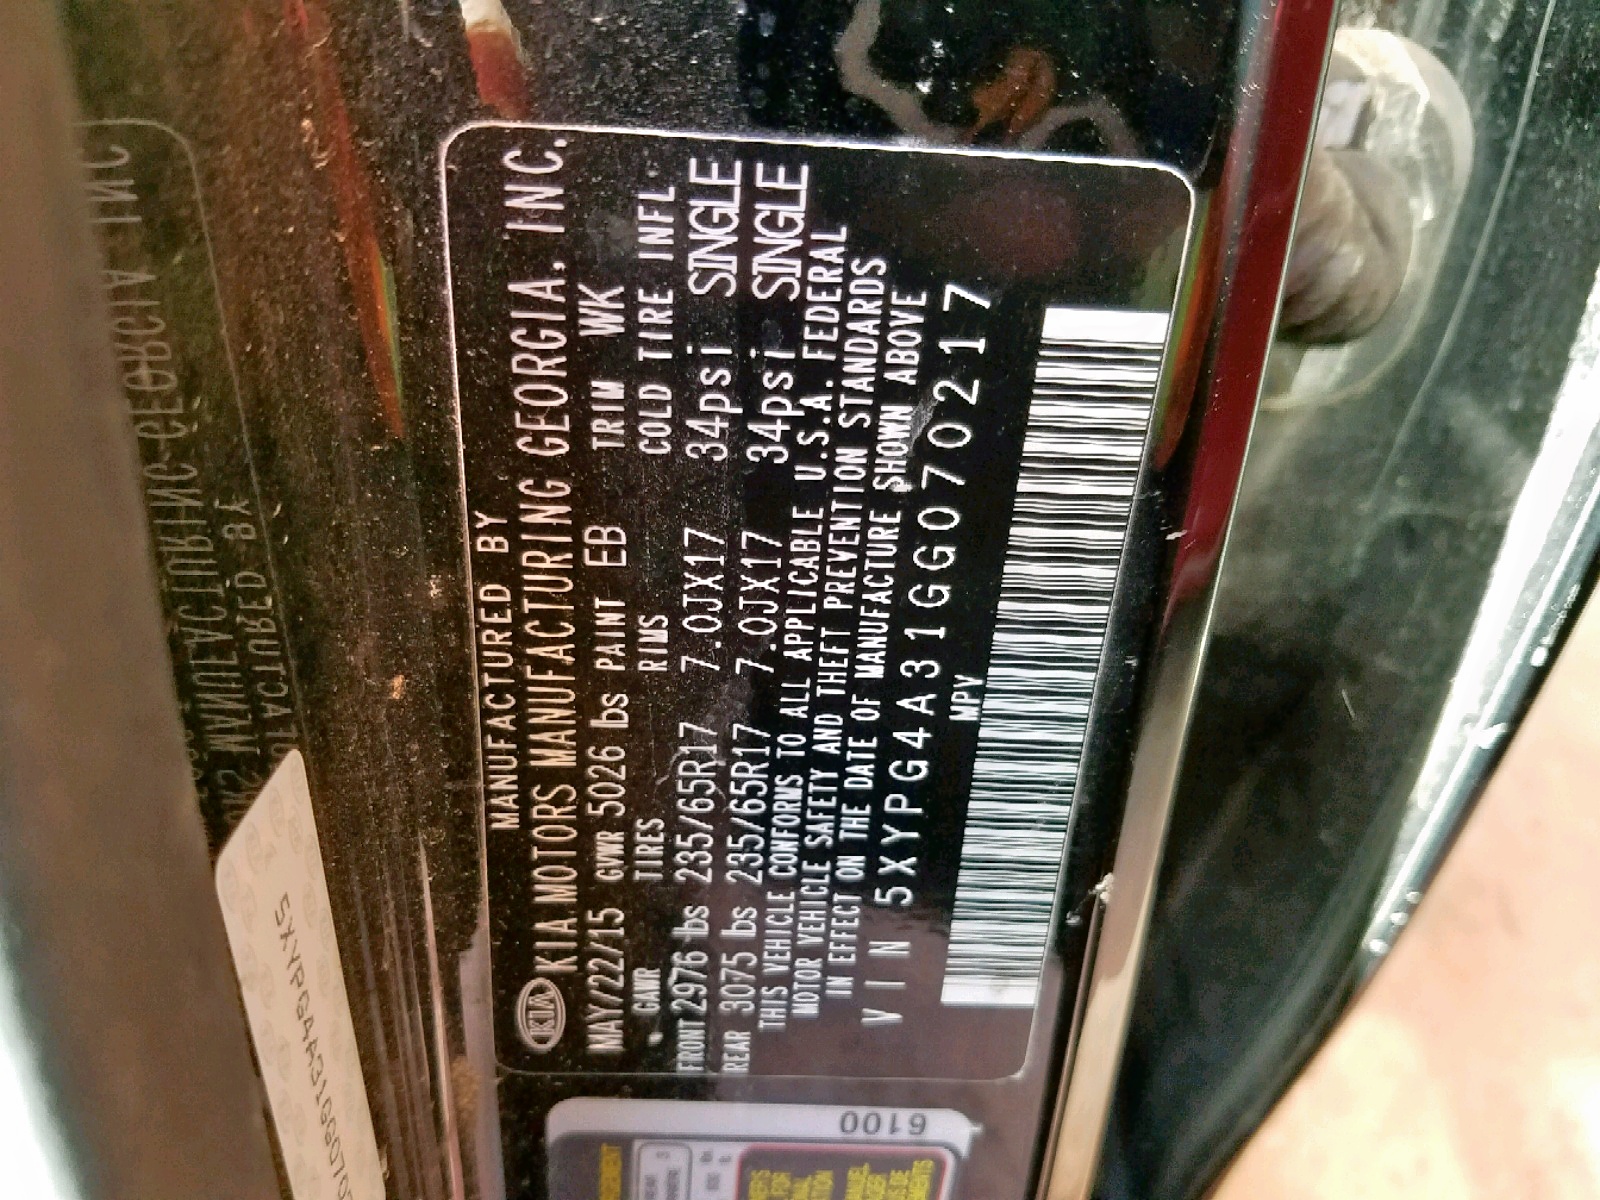 MANUFACTURED BY
KIA KIA MOTORS MANUFACTURING GEORGIA, INC.
MAY/22/15 GVWR 5026 lbs PAINT EB TRIM WK
GAWR TIRES RIMS COLD TIRE INFL
FRONT 2976 lbs 235/65R17 7.0JX17 34psi SINGLE
REAR 3075 lbs 235/65R17 7.0JX17 34psi SINGLE
THIS VEHICLE CONFORMS TO ALL APPLICABLE U.S.A. FEDERAL
MOTOR VEHICLE SAFETY AND THEFT PREVENTION STANDARDS
IN EFFECT ON THE DATE OF MANUFACTURE SHOWN ABOVE
VIN 5XYPG4A31GG070217
MPV
6100
5XYPG4A31GG070